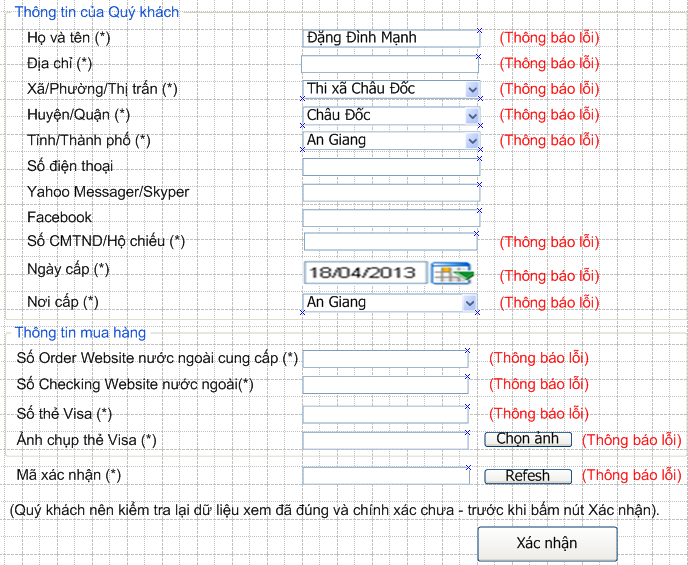 Thông tin của Quý khách
Họ và tên (*) Đặng Đình Mạnh (Thông báo lỗi)
Địa chỉ (*) (Thông báo lỗi)
Xã/Phường/Thị trấn (*) Thi xã Châu Đốc (Thông báo lỗi)
Huyện/Quận (*) Châu Đốc (Thông báo lỗi)
Tỉnh/Thành phố (*) An Giang (Thông báo lỗi)
Số điện thoại
Yahoo Messager/Skyper
Facebook
Số CMTND/Hộ chiếu (*) (Thông báo lỗi)
Ngày cấp (*) 18/04/2013 (Thông báo lỗi)
Nơi cấp (*) An Giang (Thông báo lỗi)
Thông tin mua hàng
Số Order Website nước ngoài cung cấp (*) (Thông báo lỗi)
Số Checking Website nước ngoài(*) (Thông báo lỗi)
Số thẻ Visa (*) (Thông báo lỗi)
Ảnh chụp thẻ Visa (*) Chọn ảnh (Thông báo lỗi)
Mã xác nhận (*) Refesh (Thông báo lỗi)
(Quý khách nên kiểm tra lại dữ liệu xem đã đúng và chính xác chưa - trước khi bấm nút Xác nhận).
Xác nhận